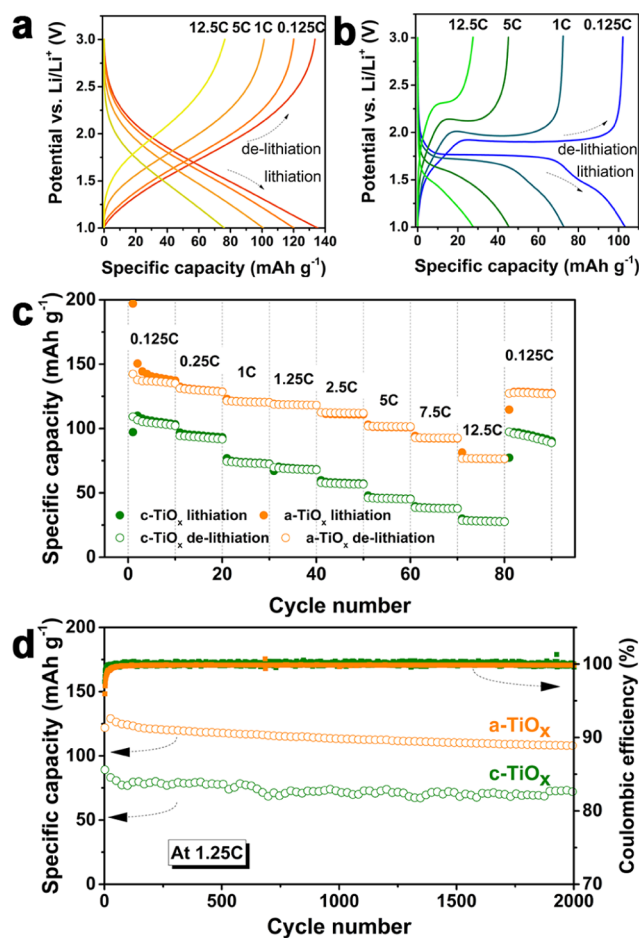 a
12.5C 5C 1C 0.125C
Potential vs. Li/Li⁺ (V)
3.0
2.5
2.0
1.5
1.0
de-lithiation
lithiation
0 20 40 60 80 100 120 140
Specific capacity (mAh g⁻¹)
b
12.5C 5C 1C 0.125C
Potential vs. Li/Li⁺ (V)
3.0
2.5
2.0
1.5
1.0
de-lithiation
lithiation
0 20 40 60 80 100
Specific capacity (mAh g⁻¹)
c
Specific capacity (mAh g⁻¹)
200
150
100
50
0
0.125C
0.25C
1C
1.25C
2.5C
5C
7.5C
12.5C
0.125C
c-TiOₓ lithiation a-TiOₓ lithiation
c-TiOₓ de-lithiation a-TiOₓ de-lithiation
0 20 40 60 80
Cycle number
d
Specific capacity (mAh g⁻¹)
200
175
150
125
100
75
50
25
0
a-TiOₓ
c-TiOₓ
At 1.25C
100
90
80
70
Coulombic efficiency (%)
0 500 1000 1500 2000
Cycle number